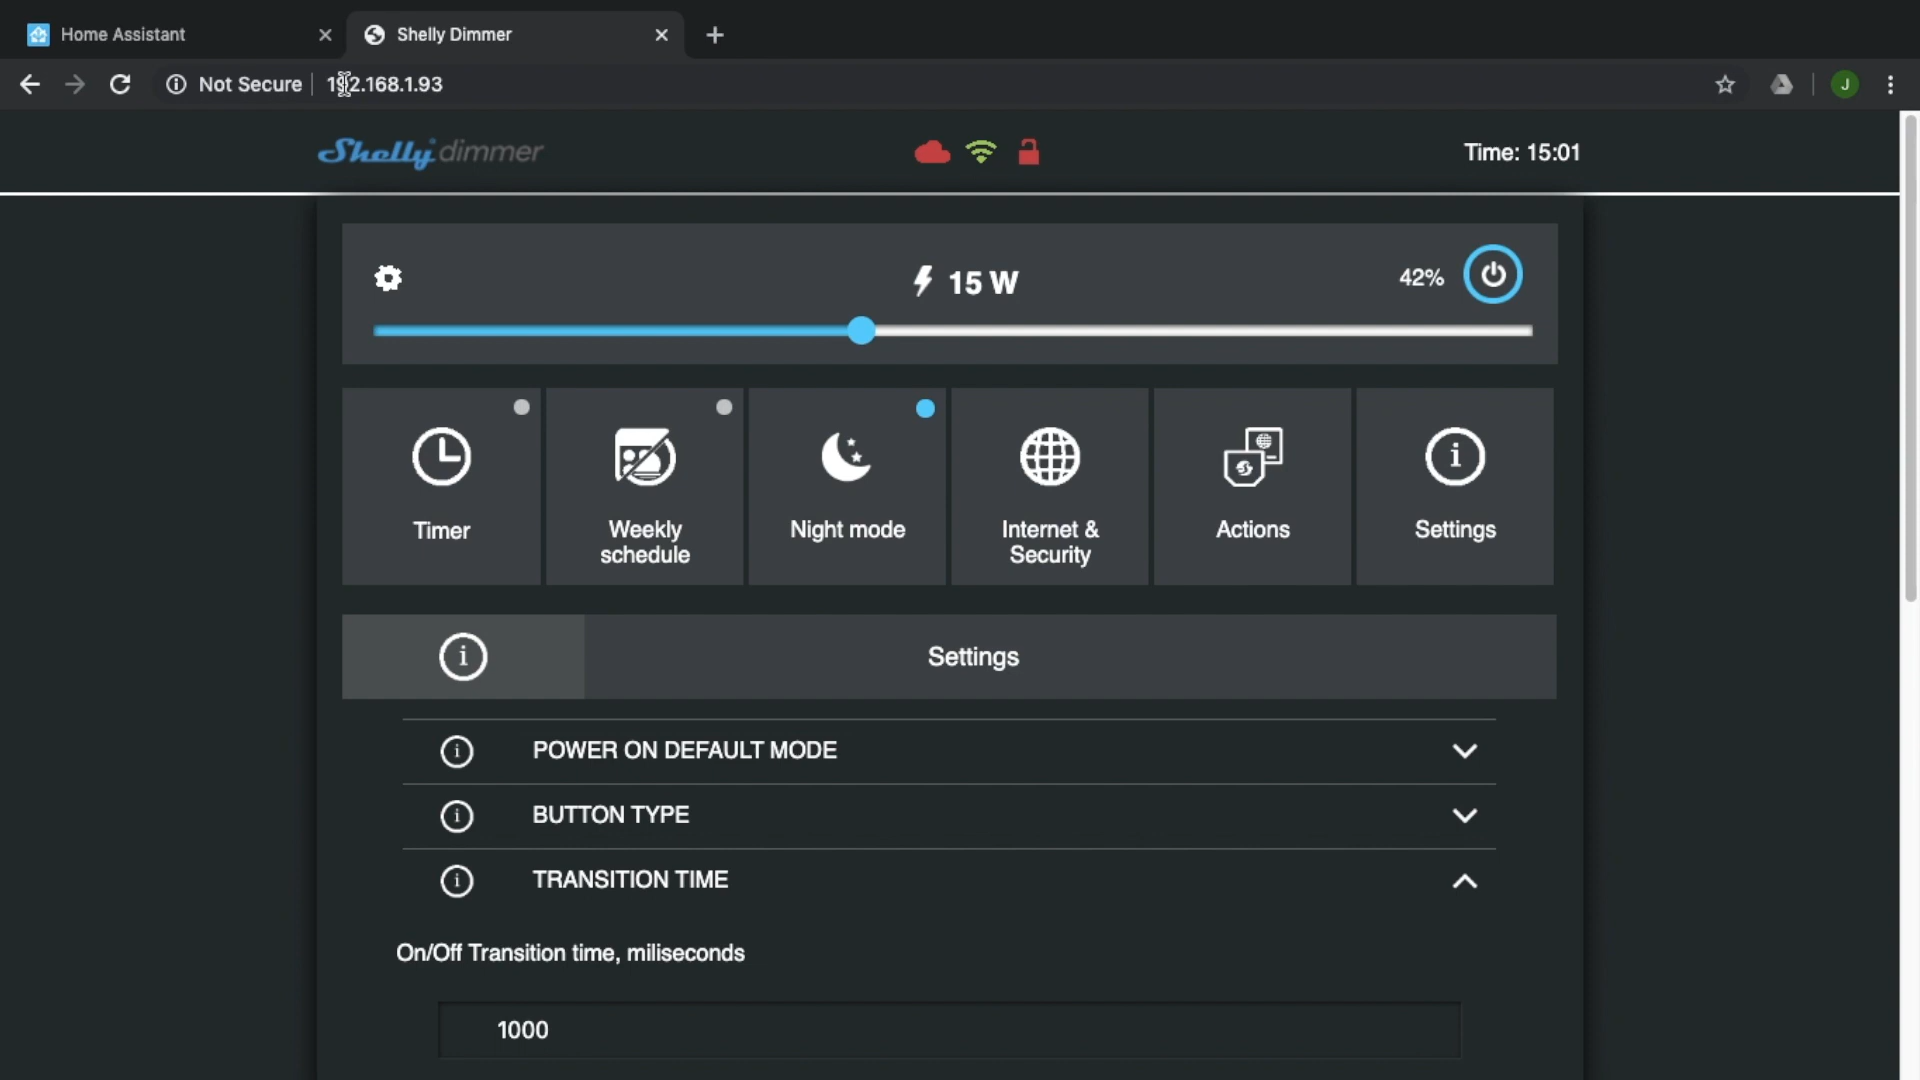 Home Assistant
Shelly Dimmer
Not Secure
192.168.1.93
J
Shelly dimmer
Time: 15:01
15 W
42%
Timer
Weekly
schedule
Night mode
Internet &
Security
Actions
Settings
Settings
POWER ON DEFAULT MODE
BUTTON TYPE
TRANSITION TIME
On/Off Transition time, miliseconds
1000